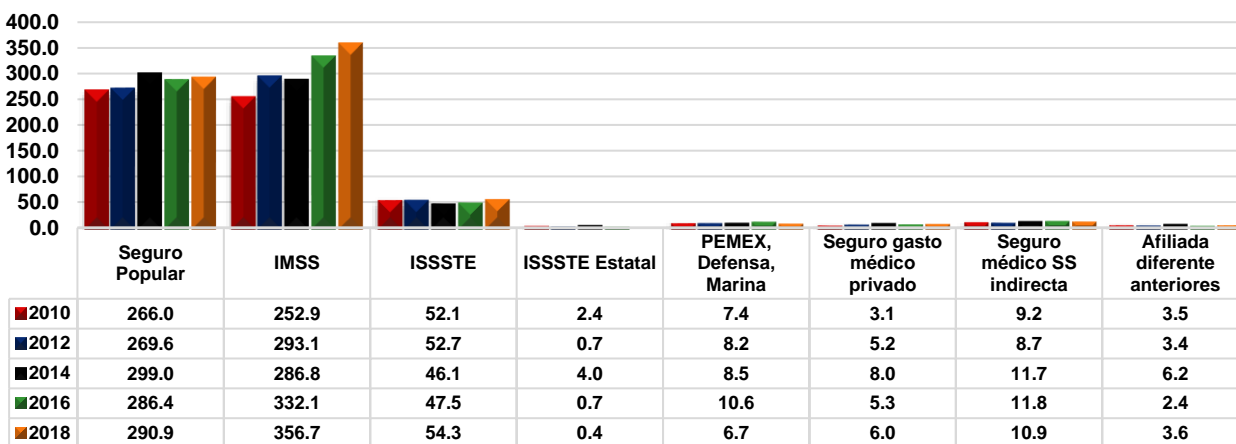 400.0
350.0
300.0
250.0
200.0
150.0
100.0
50.0
0.0
Seguro Popular IMSS ISSSTE ISSSTE Estatal PEMEX, Defensa, Marina Seguro gasto médico privado Seguro médico SS indirecta Afiliada diferente anteriores
2010 266.0 252.9 52.1 2.4 7.4 3.1 9.2 3.5
2012 269.6 293.1 52.7 0.7 8.2 5.2 8.7 3.4
2014 299.0 286.8 46.1 4.0 8.5 8.0 11.7 6.2
2016 286.4 332.1 47.5 0.7 10.6 5.3 11.8 2.4
2018 290.9 356.7 54.3 0.4 6.7 6.0 10.9 3.6